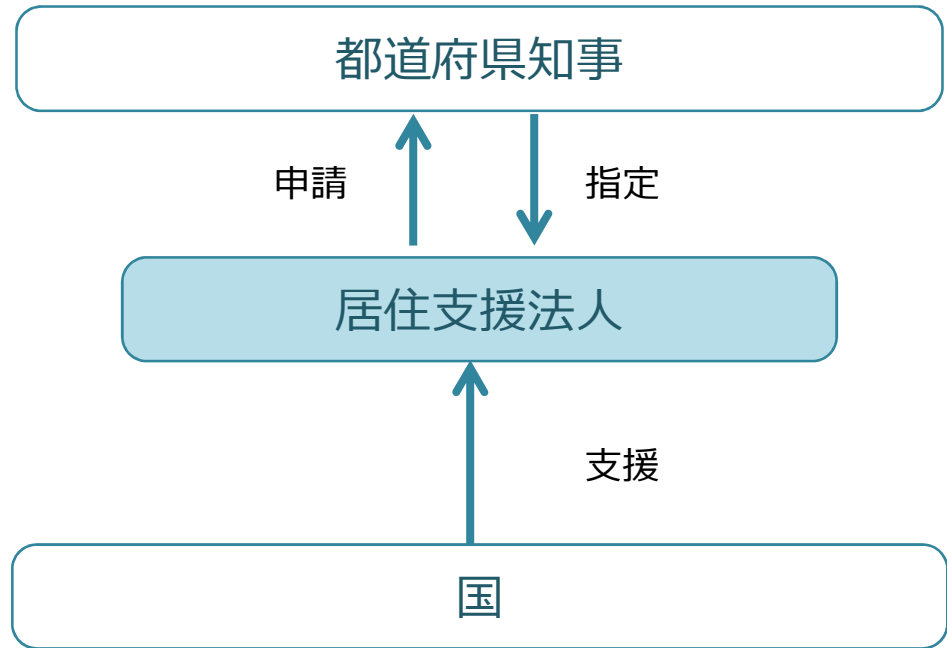 都道府県知事
申請
指定
居住支援法人
支援
国